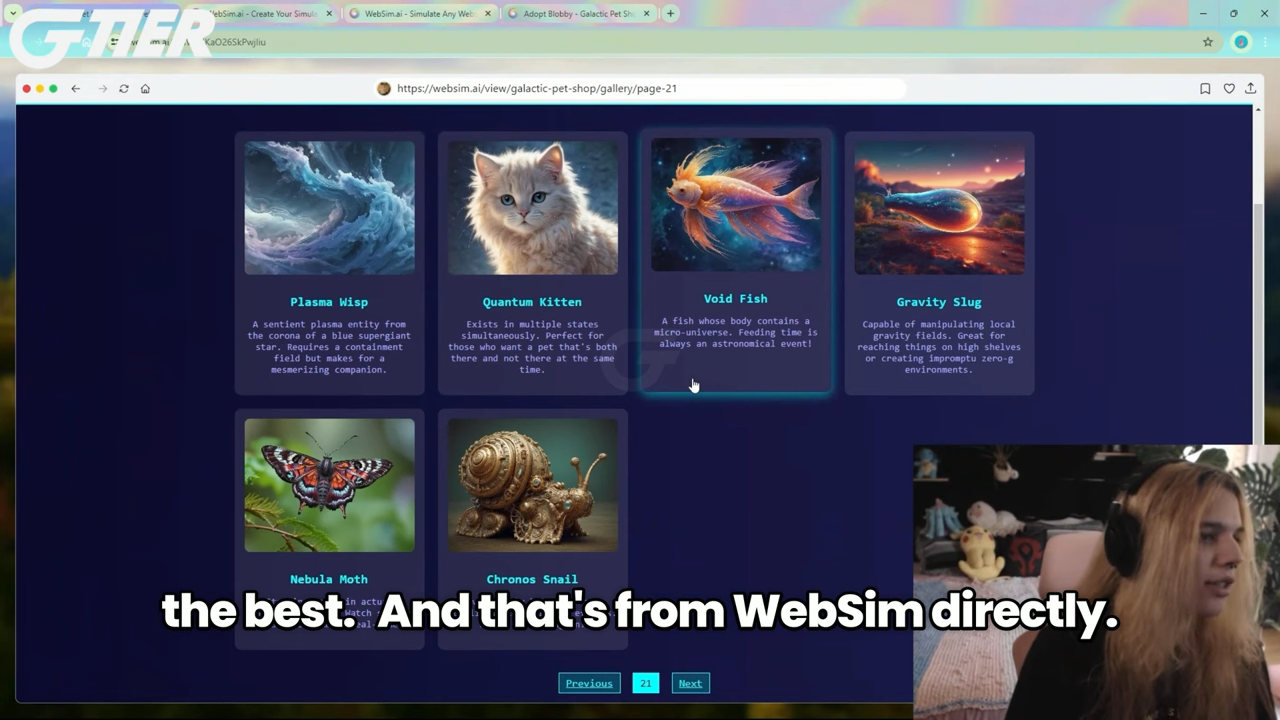 GTIER
WebSim.ai - Create Your Simula
WebSim.ai - Simulate Any Web
Adopt Blobby - Galactic Pet Sh
https://websim.ai/view/galactic-pet-shop/gallery/page-21
Plasma Wisp
A sentient plasma entity from
the corona of a blue supergiant
star. Requires a containment
field but makes for a
mesmerizing companion.
Quantum Kitten
Exists in multiple states
simultaneously. Perfect for
those who want a pet that's both
there and not there at the same
time.
Void Fish
A fish whose body contains a
micro-universe. Feeding time is
always an astronomical event!
Gravity Slug
Capable of manipulating local
gravity fields. Great for
reaching things on high shelves
or creating impromptu zero-g
environments.
Nebula Moth
Chronos Snail
the best. And that's from WebSim directly.
Previous 21 Next